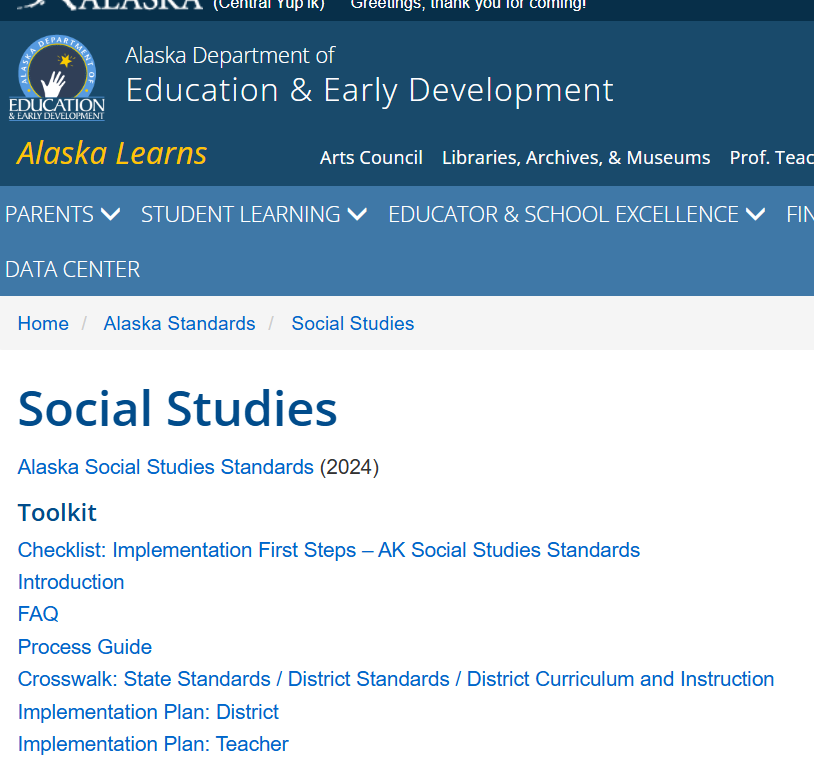 ALASKA (Central Yup'ik) Greetings, thank you for coming!
ALASKA DEPARTMENT OF
EDUCATION
& EARLY DEVELOPMENT
Alaska Department of
Education & Early Development
Alaska Learns
Arts Council Libraries, Archives, & Museums Prof. Teac
PARENTS STUDENT LEARNING EDUCATOR & SCHOOL EXCELLENCE FIN
DATA CENTER
Home / Alaska Standards / Social Studies
Social Studies
Alaska Social Studies Standards (2024)
Toolkit
Checklist: Implementation First Steps – AK Social Studies Standards
Introduction
FAQ
Process Guide
Crosswalk: State Standards / District Standards / District Curriculum and Instruction
Implementation Plan: District
Implementation Plan: Teacher